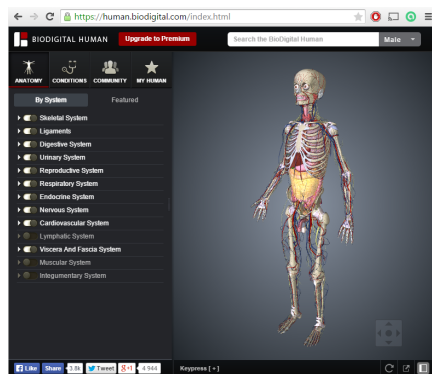 https://human.biodigital.com/index.html
BIODIGITAL HUMAN
Upgrade to Premium
Search the BioDigital Human
Male
ANATOMY CONDITIONS COMMUNITY MY HUMAN
By System Featured
Skeletal System
Ligaments
Digestive System
Urinary System
Reproductive System
Respiratory System
Endocrine System
Nervous System
Cardiovascular System
Lymphatic System
Viscera And Fascia System
Muscular System
Integumentary System
Like Share 3.8k Tweet g+1 4 944 Keypress [ + ]